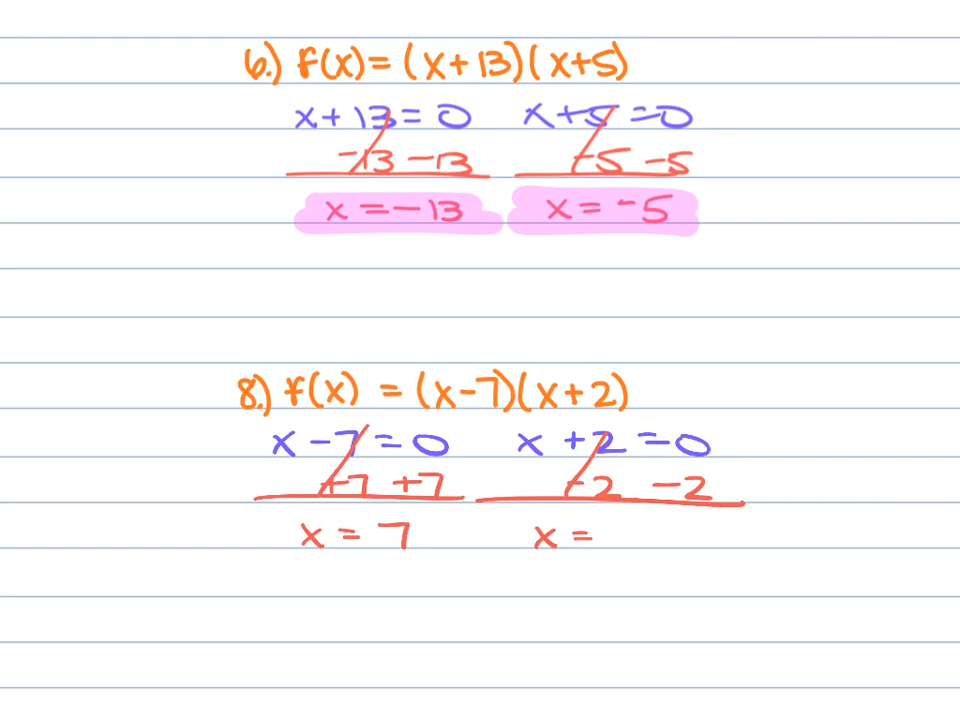 6.) f(x) = (x+13)(x+5)
x + 13 = 0 x + 5 = 0
-13 -13 -5 -5
x = -13 x = -5
8.) f(x) = (x-7)(x+2)
x - 7 = 0 x + 2 = 0
+7 +7 -2 -2
x = 7 x =